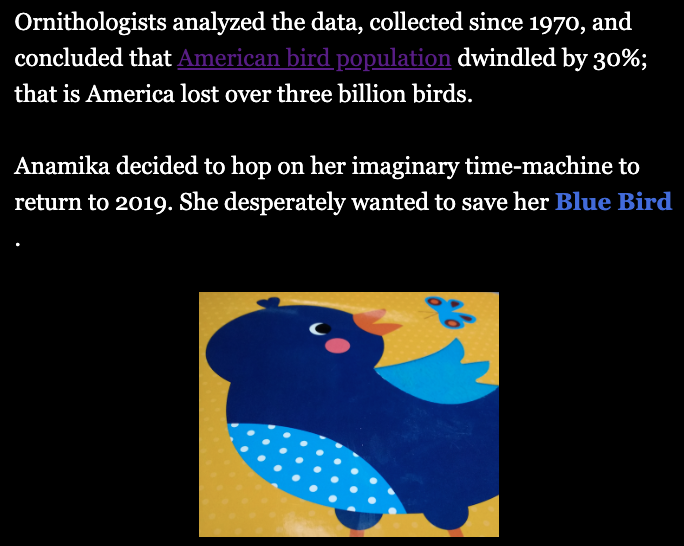 Ornithologists analyzed the data, collected since 1970, and
concluded that American bird population dwindled by 30%;
that is America lost over three billion birds.
Anamika decided to hop on her imaginary time-machine to
return to 2019. She desperately wanted to save her Blue Bird
.